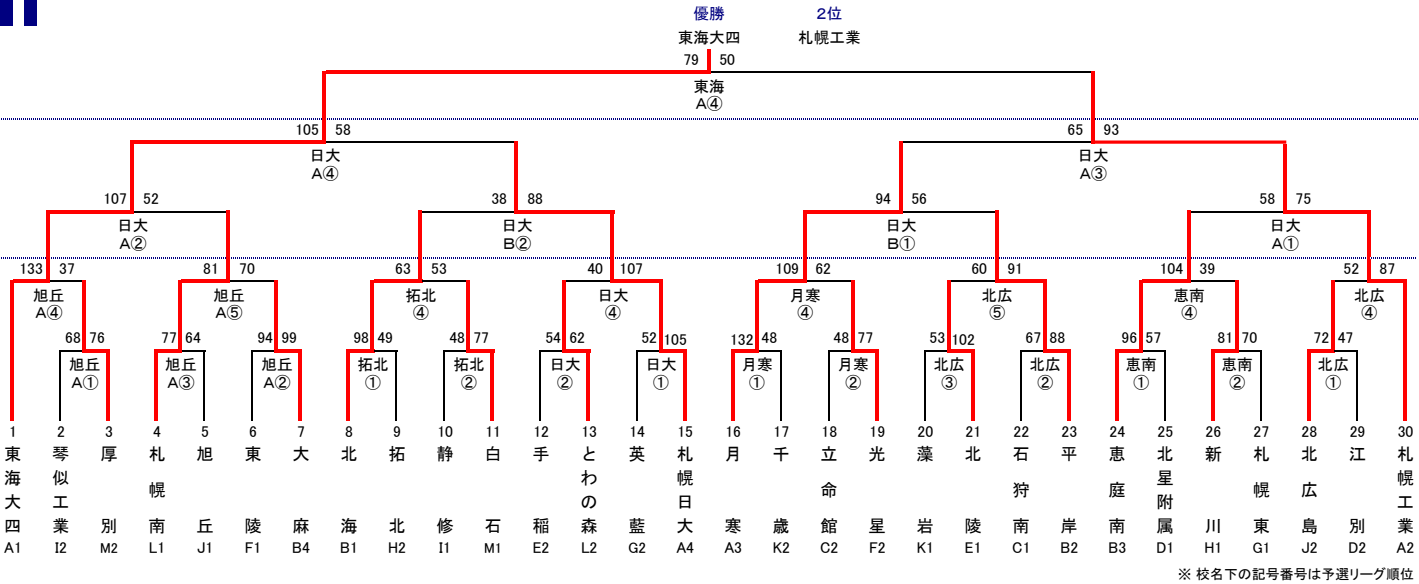 優勝 2位
東海大四 札幌工業
79 50
東海
A④
105 58 65 93
日大 日大
A④ A③
107 52 38 88 94 56 58 75
日大 日大 日大 日大
A② B② B① A①
133 37 81 70 63 53 40 107 109 62 60 91 104 39 52 87
旭丘 旭丘 拓北 日大 月寒 北広 恵南 北広
A④ A⑤ ④ ④ ④ ⑤ ④ ④
68 76 77 64 94 99 98 49 48 77 54 62 52 105 132 48 48 77 53 102 67 88 96 57 81 70 72 47
旭丘 旭丘 旭丘 拓北 拓北 日大 日大 月寒 月寒 北広 北広 恵南 恵南 北広
A① A③ A② ① ② ② ① ① ② ③ ② ① ② ①
1 2 3 4 5 6 7 8 9 10 11 12 13 14 15 16 17 18 19 20 21 22 23 24 25 26 27 28 29 30
東海大四 琴似工業 厚別 札幌南 旭丘 東陵 大麻 北海 拓北 静修 白石 手稲 とわの森 英藍 札幌日大 月寒 千歳 立命館 光星 藻岩 北陵 石狩南 平岸 恵庭南 北星附属 新川 札幌東 北広島 江別 札幌工業
A1 I2 M2 L1 J1 F1 B4 B1 H2 I1 M1 E2 L2 G2 A4 A3 K2 C2 F2 K1 E1 C1 B2 B3 D1 H1 G1 J2 D2 A2
※ 校名下の記号番号は予選リーグ順位